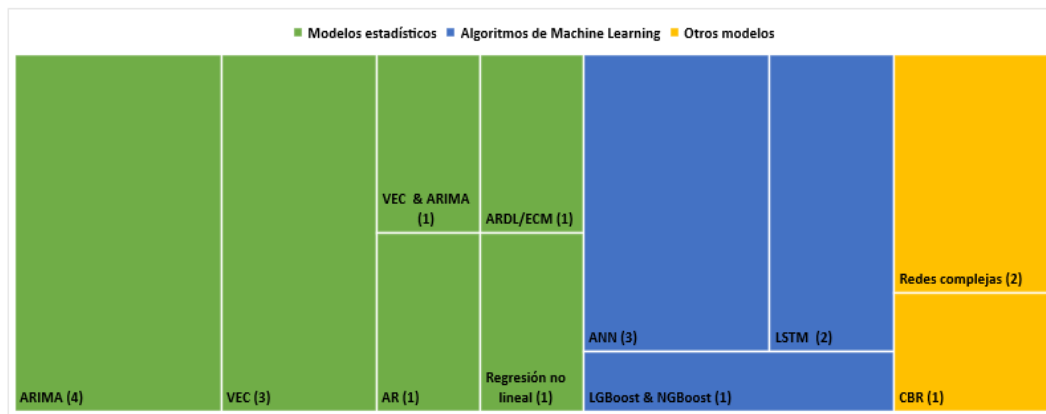 Modelos estadísticos Algoritmos de Machine Learning Otros modelos
ARIMA (4)
VEC (3)
VEC & ARIMA
(1)
ARDL/ECM (1)
AR (1)
Regresión no
lineal (1)
ANN (3)
LSTM (2)
LGBoost & NGBoost (1)
Redes complejas (2)
CBR (1)